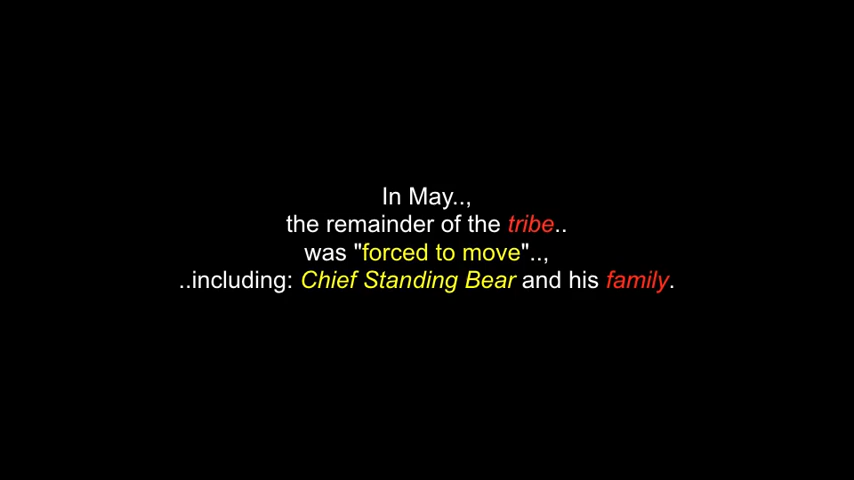 In May..,
the remainder of the tribe..
was "forced to move"..,
..including: Chief Standing Bear and his family.